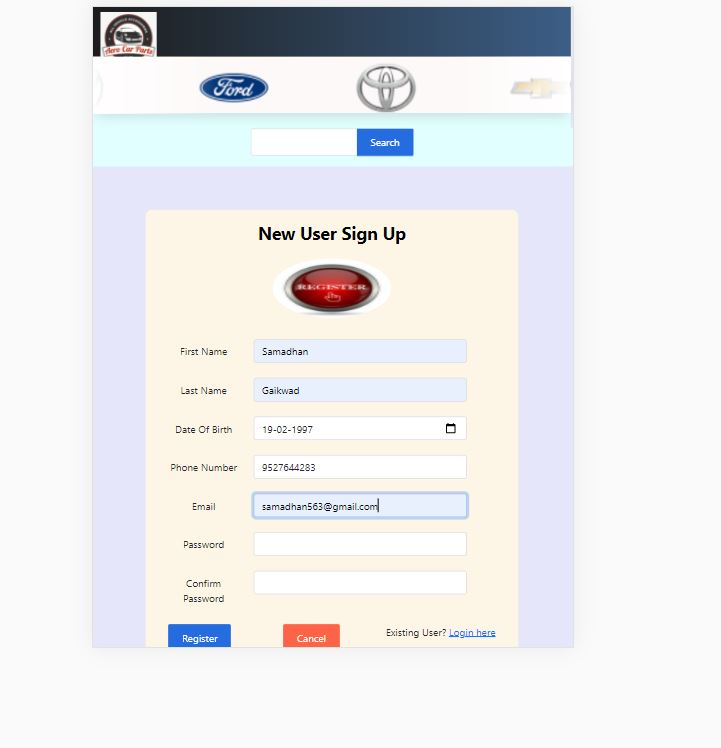 Aero Car Parts
Ford
Search
New User Sign Up
REGISTER
First Name Samadhan
Last Name Gaikwad
Date Of Birth 19-02-1997
Phone Number 9527644283
Email samadhan563@gmail.com
Password
Confirm
Password
Register Cancel Existing User? Login here